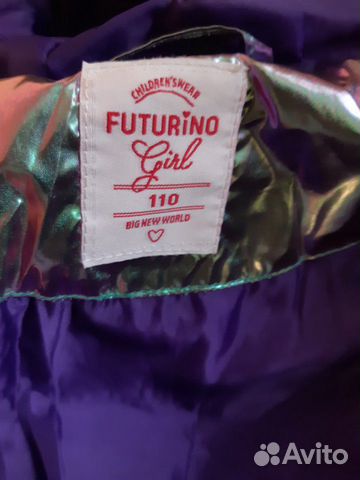 CHILDREN'SWEAR
FUTURINO
Girl
110
BIG NEW WORLD
Avito